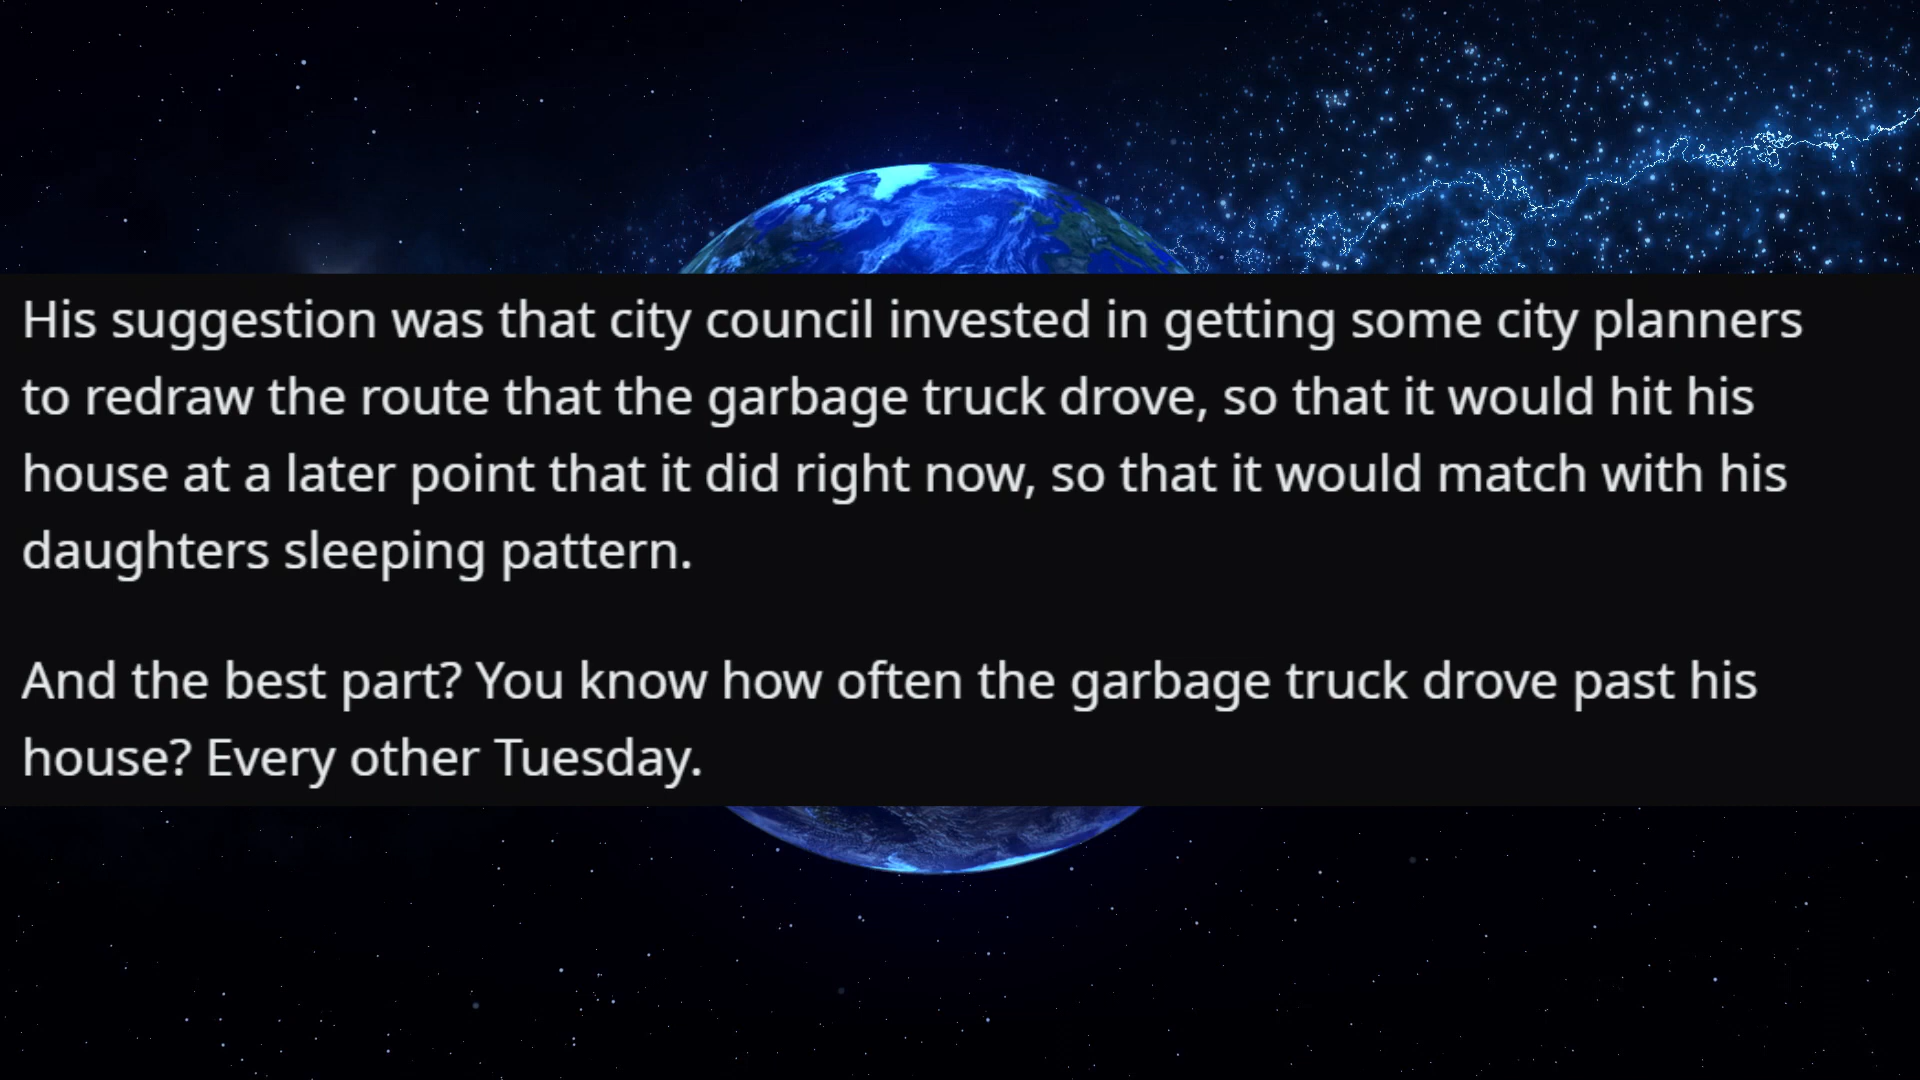 His suggestion was that city council invested in getting some city planners
to redraw the route that the garbage truck drove, so that it would hit his
house at a later point that it did right now, so that it would match with his
daughters sleeping pattern.
And the best part? You know how often the garbage truck drove past his
house? Every other Tuesday.